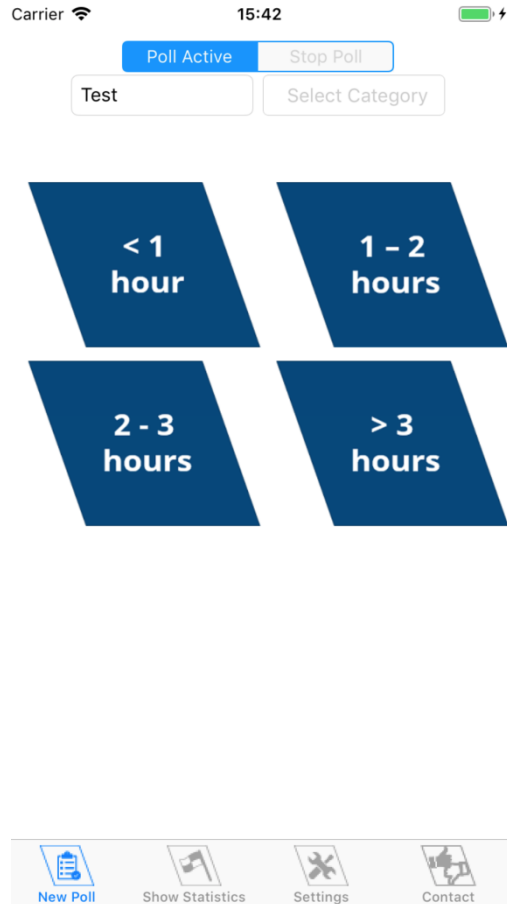 Carrier 15:42
Poll Active Stop Poll
Test Select Category
< 1 1 – 2
hour hours
2 - 3 > 3
hours hours
New Poll Show Statistics Settings Contact